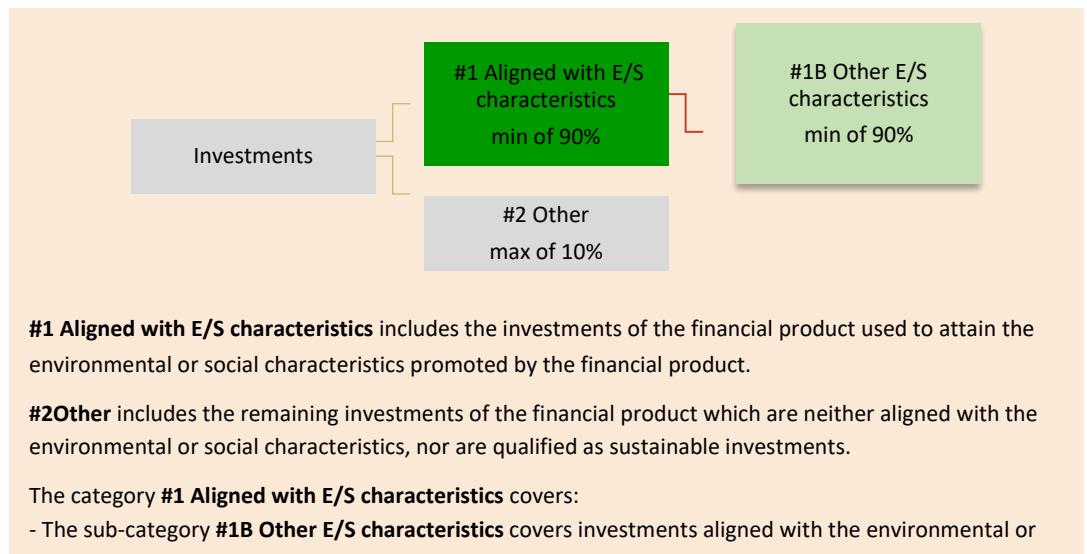 #1 Aligned with E/S
characteristics
min of 90%
#1B Other E/S
characteristics
min of 90%
Investments
#2 Other
max of 10%
#1 Aligned with E/S characteristics includes the investments of the financial product used to attain the
environmental or social characteristics promoted by the financial product.
#2Other includes the remaining investments of the financial product which are neither aligned with the
environmental or social characteristics, nor are qualified as sustainable investments.
The category #1 Aligned with E/S characteristics covers:
- The sub-category #1B Other E/S characteristics covers investments aligned with the environmental or